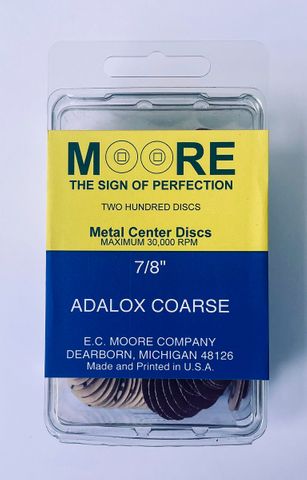 MOORE
THE SIGN OF PERFECTION
TWO HUNDRED DISCS
Metal Center Discs
MAXIMUM 30,000 RPM
7/8"
ADALOX COARSE
E.C. MOORE COMPANY
DEARBORN, MICHIGAN 48126
Made and Printed in U.S.A.